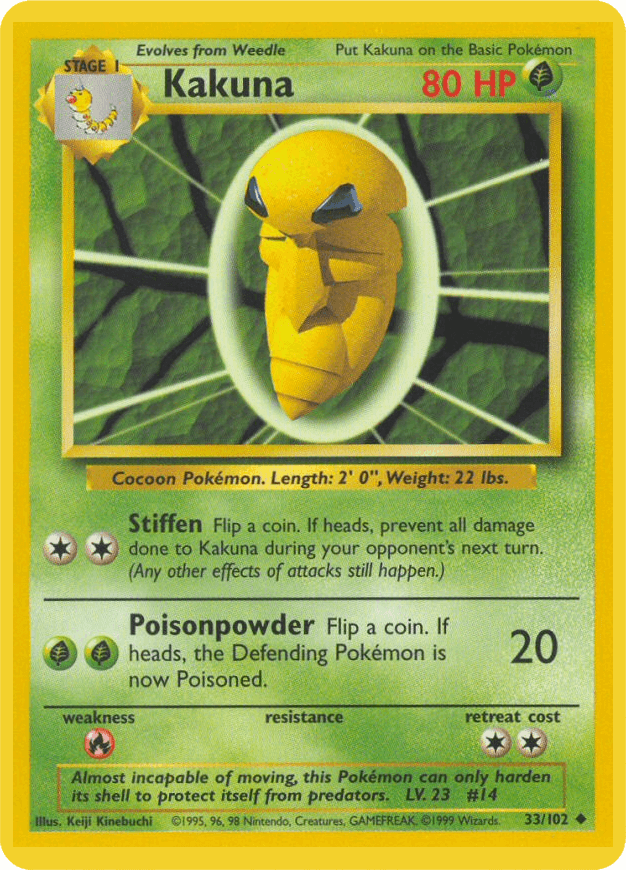 Evolves from Weedle Put Kakuna on the Basic Pokémon
STAGE 1
Kakuna 80 HP
Cocoon Pokémon. Length: 2' 0", Weight: 22 lbs.
Stiffen Flip a coin. If heads, prevent all damage
done to Kakuna during your opponent's next turn.
(Any other effects of attacks still happen.)
Poisonpowder Flip a coin. If
heads, the Defending Pokémon is
now Poisoned.
20
weakness resistance retreat cost
Almost incapable of moving, this Pokémon can only harden
its shell to protect itself from predators. LV. 23 #14
Illus. Keiji Kinebuchi ©1995, 96, 98 Nintendo, Creatures, GAMEFREAK. ©1999 Wizards. 33/102